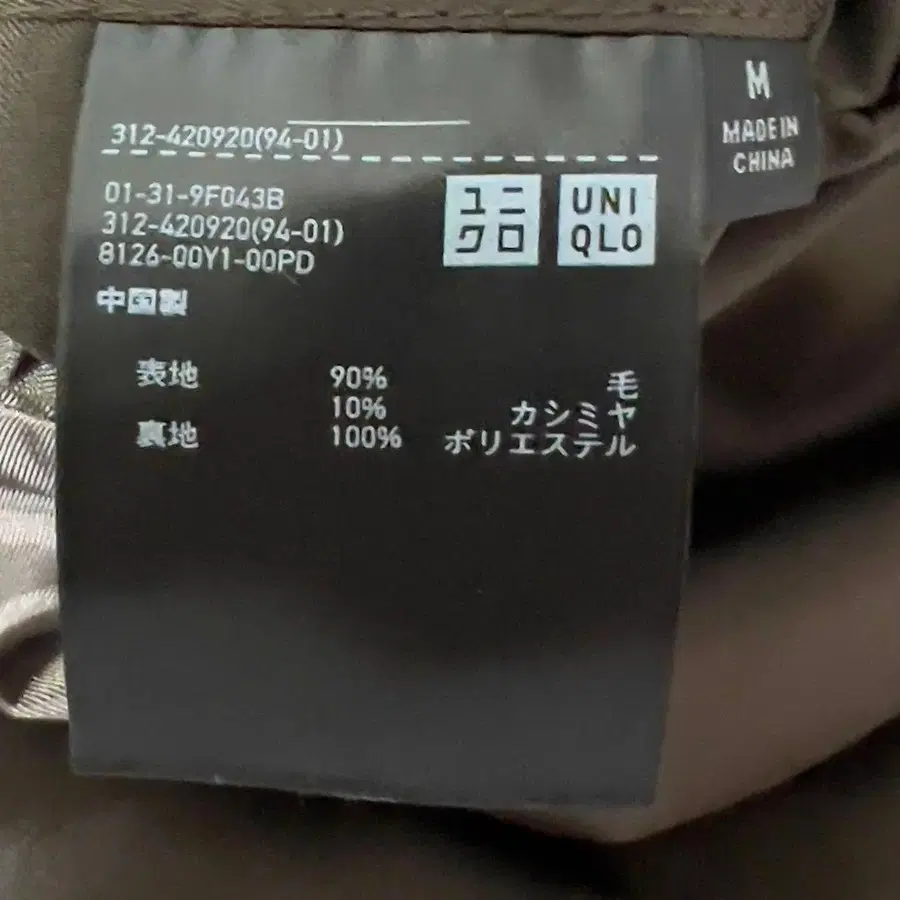 312-420920(94-01)
01-31-9F043B
312-420920(94-01)
8126-00Y1-00PD
中国製
ユニ
クロ
UNI
QLO
M
MADE IN
CHINA
表地 90% 毛
10% カシミヤ
裏地 100% ポリエステル